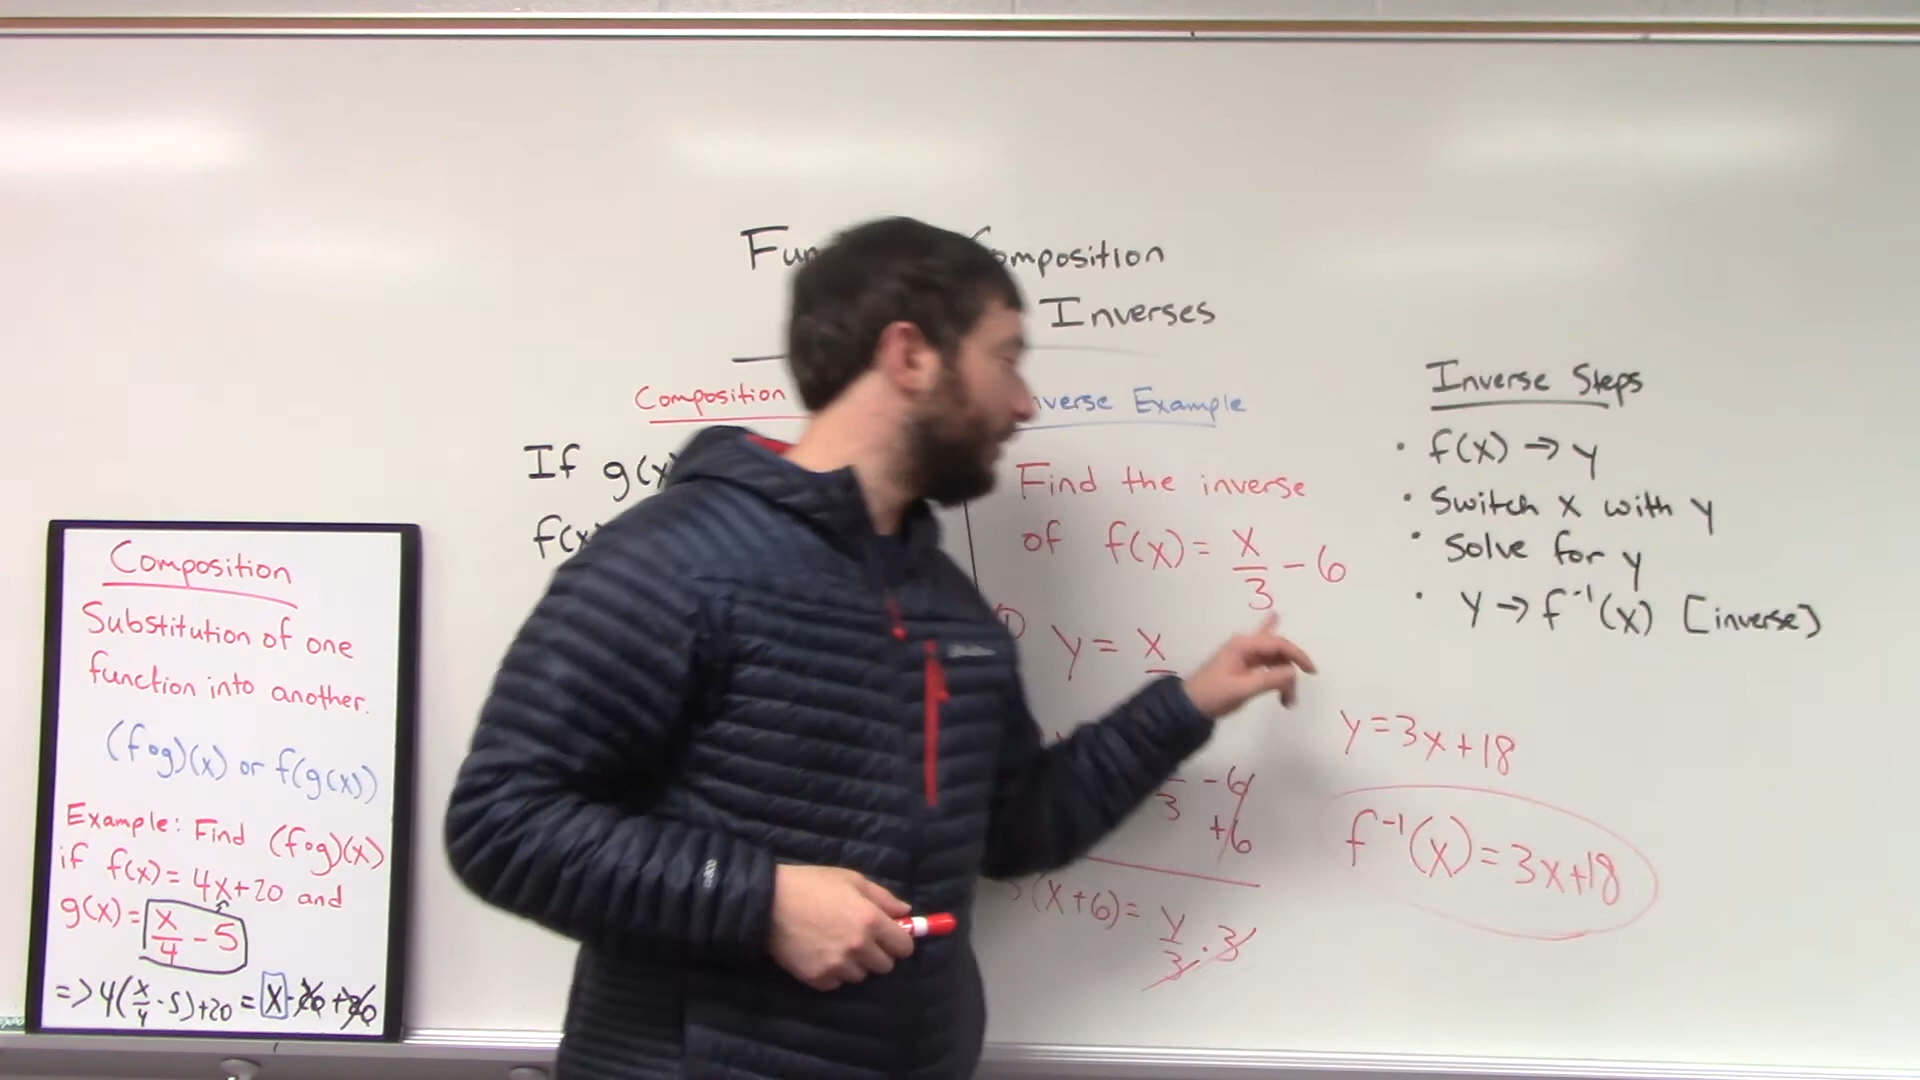 Composition
Inverses
Composition
Inverse Example
If g(x)
f(x)
Find the inverse
of f(x) = x/3 - 6
y = x
3 - 6
+6
(x+6) = y/3 · 3
Inverse Steps
· f(x) → y
· Switch x with y
· Solve for y
· y → f⁻¹(x) [inverse]
y = 3x + 18
f⁻¹(x) = 3x + 18
Composition
Substitution of one
function into another.
(f∘g)(x) or f(g(x))
Example: Find (f∘g)(x)
if f(x) = 4x+20 and
g(x) = x/4 - 5
=> 4(x/4 - 5) + 20 = x - 20 + 20